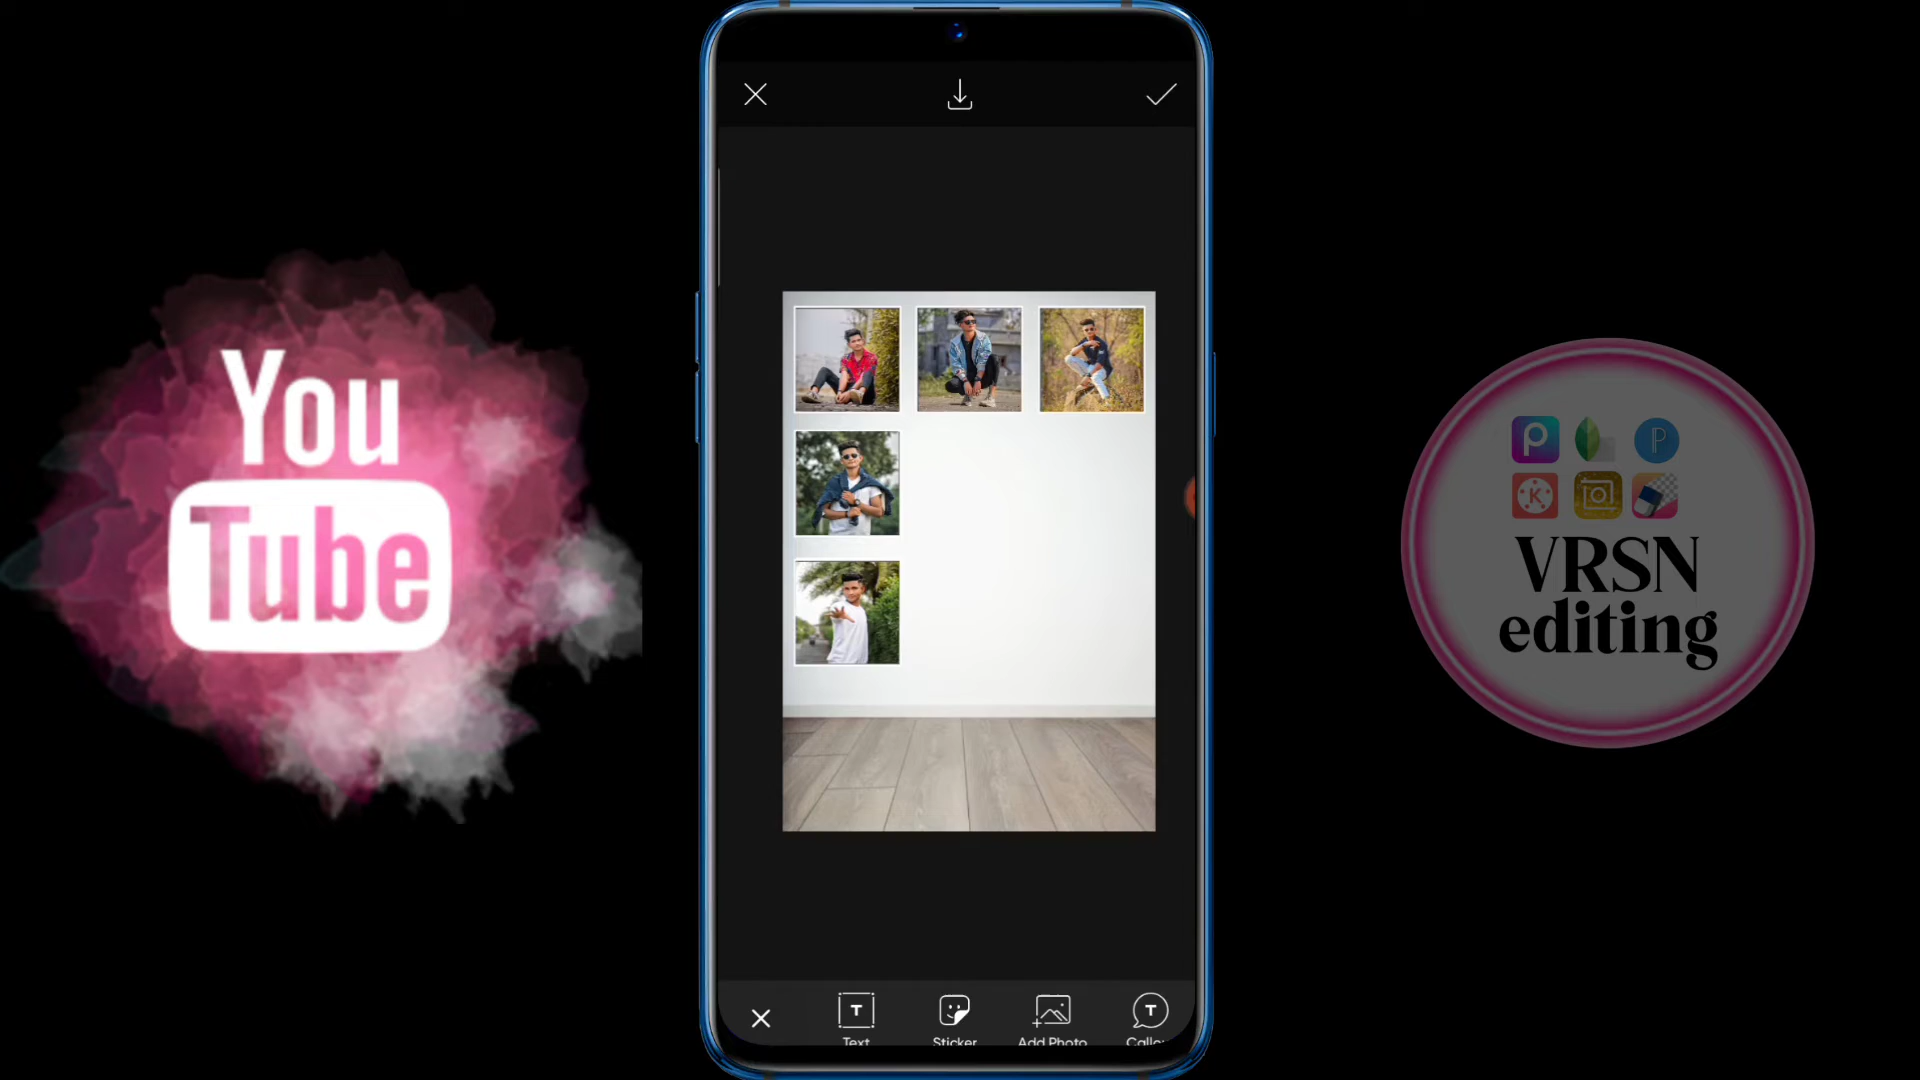 You
Tube
T
T
Text
Sticker
Add Photo
P
P
K
VRSN
editing